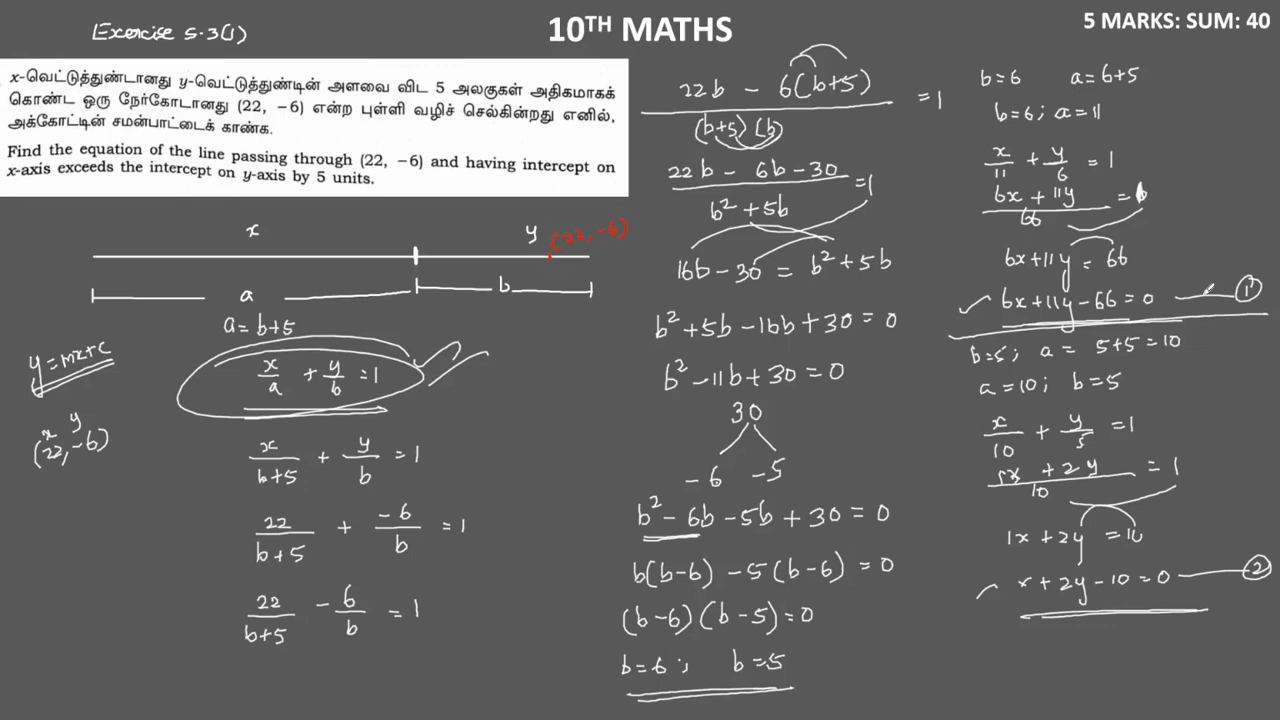 Exercise 5.3(1)
10TH MATHS
5 MARKS: SUM: 40
x-வெட்டுத்துண்டானது y-வெட்டுத்துண்டின் அளவை விட 5 அலகுகள் அதிகமாகக்
கொண்ட ஒரு நேர்கோடானது (22, −6) என்ற புள்ளி வழிச் செல்கின்றது எனில்,
அக்கோட்டின் சமன்பாட்டைக் காண்க.
Find the equation of the line passing through (22, −6) and having intercept on
x-axis exceeds the intercept on y-axis by 5 units.
x y (22, -6)
a b
a = b+5
y = mx+c
x/a + y/b = 1
x y
(22, -6)
x/(b+5) + y/b = 1
22/(b+5) + -6/b = 1
22/(b+5) - 6/b = 1
22b - 6(b+5) / (b+5)(b) = 1
22b - 6b - 30 / b² + 5b = 1
16b - 30 = b² + 5b
b² + 5b - 16b + 30 = 0
b² - 11b + 30 = 0
30
-6 -5
b² - 6b - 5b + 30 = 0
b(b-6) - 5(b-6) = 0
(b-6)(b-5) = 0
b = 6; b = 5
b = 6 a = 6+5
b = 6; a = 11
x/11 + y/6 = 1
6x + 11y / 66 = 1
6x + 11y = 66
6x + 11y - 66 = 0 1
b = 5; a = 5+5 = 10
a = 10; b = 5
x/10 + y/5 = 1
x + 2y / 10 = 1
1x + 2y = 10
x + 2y - 10 = 0 2